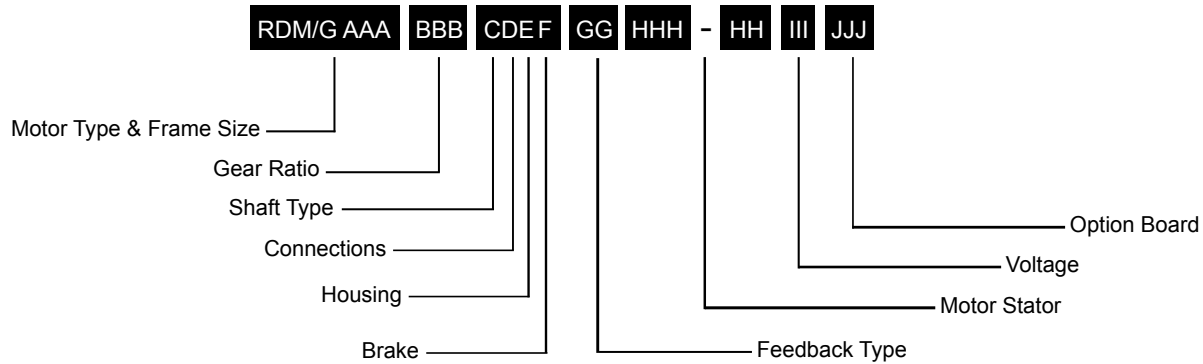 RDM/G AAA BBB CDE F GG HHH - HH III JJJ
Motor Type & Frame Size
Gear Ratio
Shaft Type
Option Board
Connections
Voltage
Housing
Motor Stator
Brake
Feedback Type